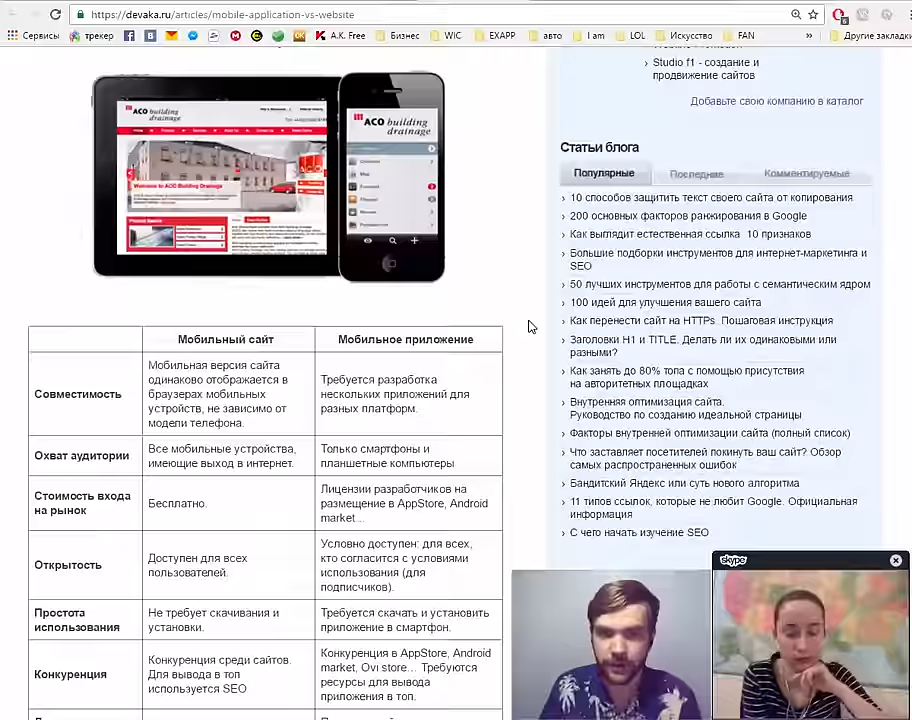 https://devaka.ru/articles/mobile-application-vs-website
Сервисы
трекер
A.K. Free
Бизнес
WIC
EXAPP
авто
I am
LOL
Искусство
FAN
»
Другие закладки
Studio f1 - создание и
продвижение сайтов
Добавьте свою компанию в каталог
ACO building
drainage
Welcome to ACO Building Drainage
ACO building
drainage
Статьи блога
Популярные
Последние
Комментируемые
› 10 способов защитить текст своего сайта от копирования
› 200 основных факторов ранжирования в Google
› Как выглядит естественная ссылка 10 признаков
› Большие подборки инструментов для интернет-маркетинга и
SEO
› 50 лучших инструментов для работы с семантическим ядром
› 100 идей для улучшения вашего сайта
› Как перенести сайт на HTTPs. Пошаговая инструкция
› Заголовки H1 и TITLE. Делать ли их одинаковыми или
разными?
› Как занять до 80% топа с помощью присутствия
на авторитетных площадках
› Внутренняя оптимизация сайта.
Руководство по созданию идеальной страницы
› Факторы внутренней оптимизации сайта (полный список)
› Что заставляет посетителей покинуть ваш сайт? Обзор
самых распространенных ошибок
› Бандитский Яндекс или суть нового алгоритма
› 11 типов ссылок, которые не любит Google. Официальная
информация
› С чего начать изучение SEO
Мобильный сайт
Мобильное приложение
Совместимость
Мобильная версия сайта
одинаково отображается в
браузерах мобильных
устройств, не зависимо от
модели телефона.
Требуется разработка
нескольких приложений для
разных платформ.
Охват аудитории
Все мобильные устройства,
имеющие выход в интернет.
Только смартфоны и
планшетные компьютеры
Стоимость входа
на рынок
Бесплатно.
Лицензии разработчиков на
размещение в AppStore, Android
market...
Открытость
Доступен для всех
пользователей.
Условно доступен: для всех,
кто согласится с условиями
использования (для
подписчиков).
Простота
использования
Не требует скачивания и
установки.
Требуется скачать и установить
приложение в смартфон.
Конкуренция
Конкуренция среди сайтов.
Для вывода в топ
используется SEO
Конкуренция в AppStore, Android
market, Ovi store... Требуются
ресурсы для вывода
приложения в топ.
skype